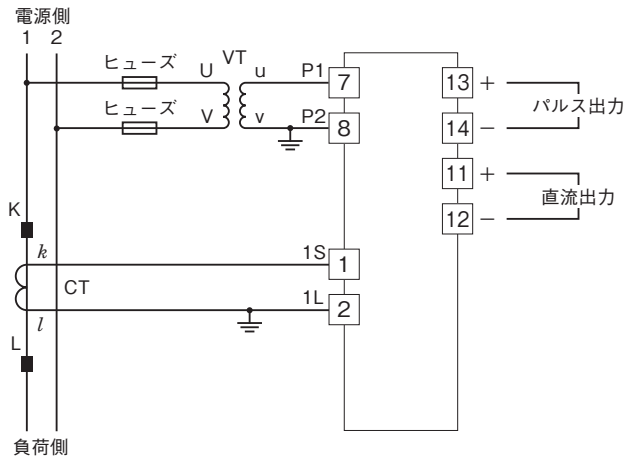 電源側
1 2
ヒューズ U VT u P1 7 13 +
パルス出力
ヒューズ V v P2 8 14 −
11 +
直流出力
12 −
K
k 1S 1
CT
l 1L 2
L
負荷側